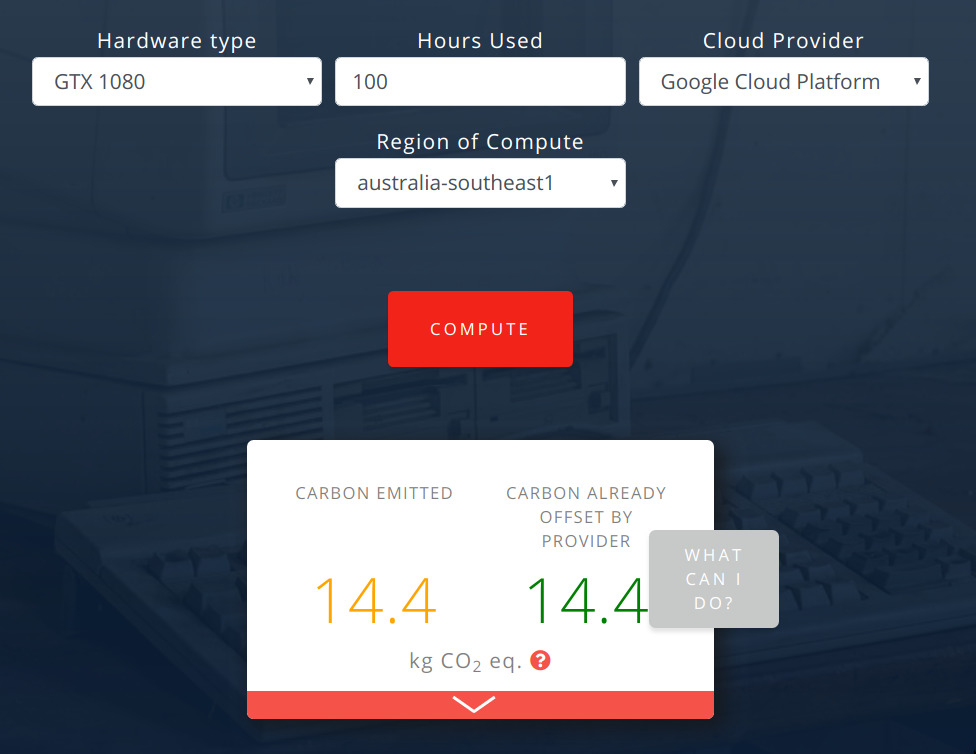 Hardware type
Hours Used
Cloud Provider
GTX 1080
100
Google Cloud Platform
Region of Compute
australia-southeast1
COMPUTE
CARBON EMITTED
CARBON ALREADY
OFFSET BY
PROVIDER
14.4
14.4
WHAT
CAN I
DO?
kg CO₂ eq. ?